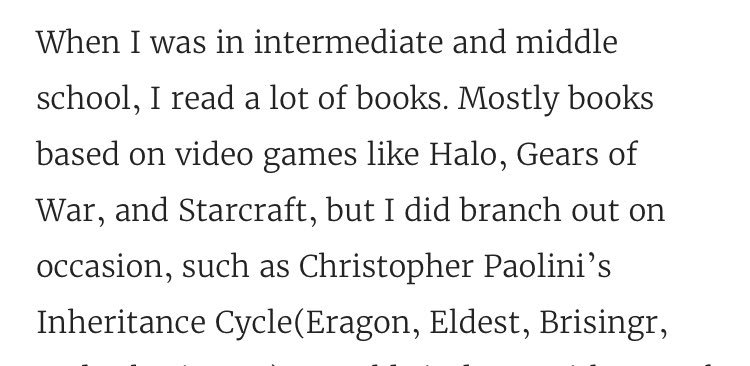 When I was in intermediate and middle
school, I read a lot of books. Mostly books
based on video games like Halo, Gears of
War, and Starcraft, but I did branch out on
occasion, such as Christopher Paolini’s
Inheritance Cycle(Eragon, Eldest, Brisingr,